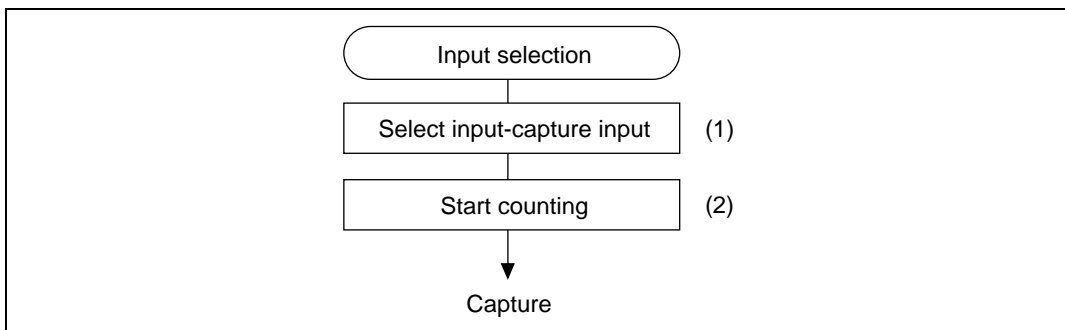 Input selection
Select input-capture input (1)
Start counting (2)
Capture